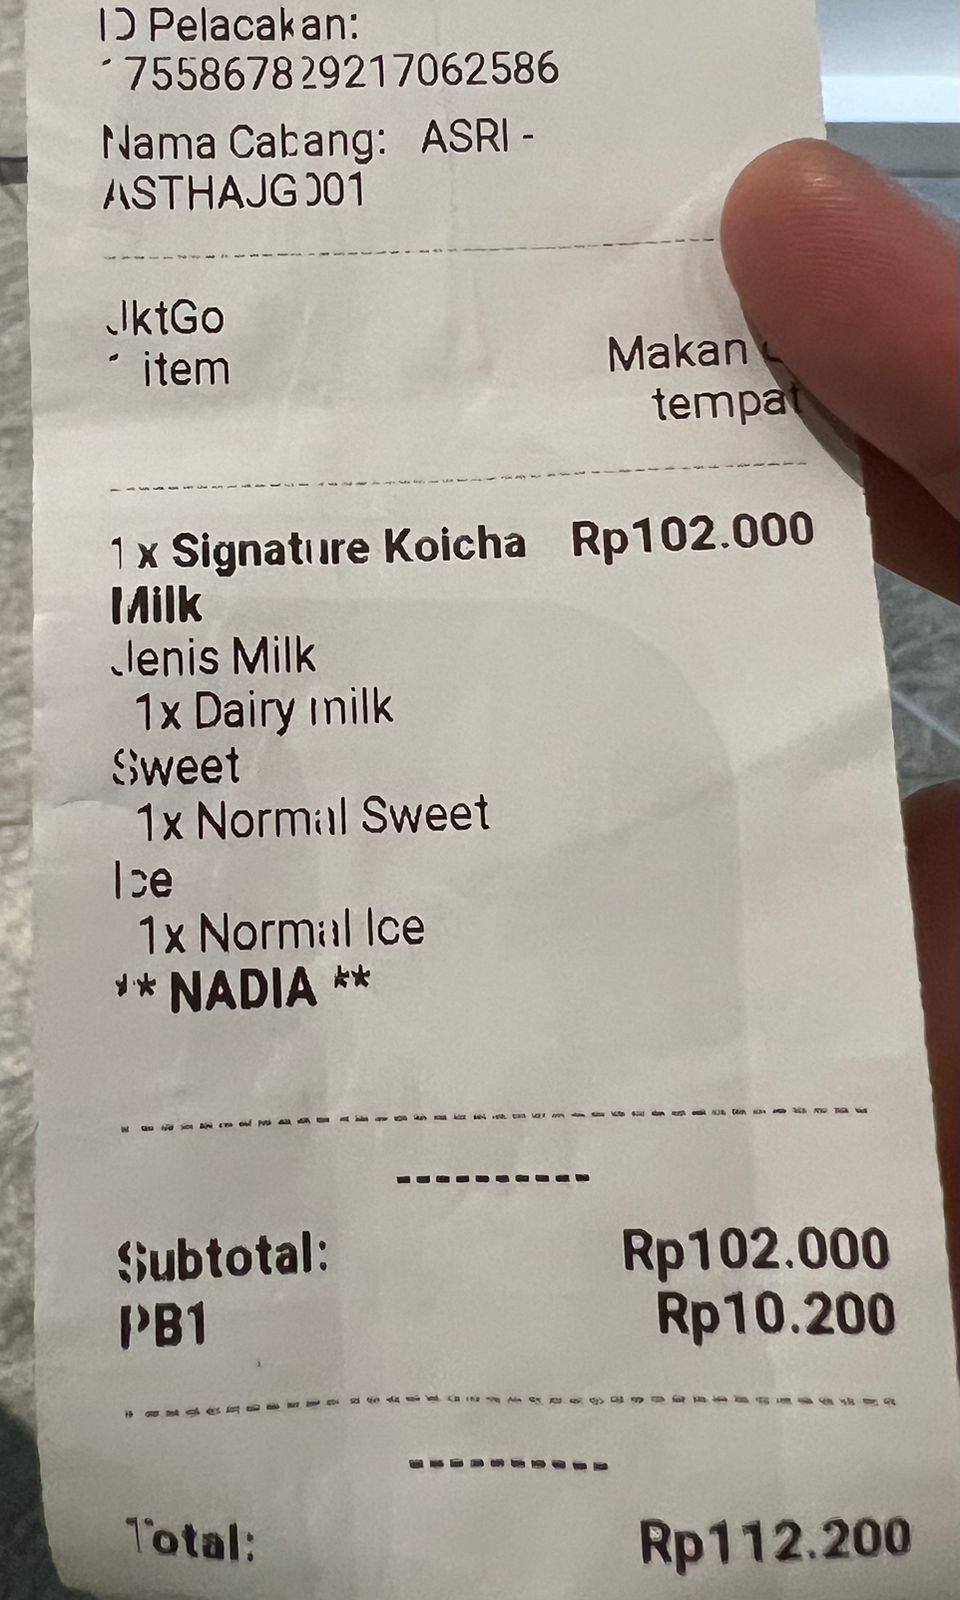 ID Pelacakan:
1755867829217062586
Nama Cabang: ASRI -
ASTHAJG001
JktGo
1 item
Makan
tempat
1 x Signature Koicha Rp102.000
Milk
Jenis Milk
1x Dairy milk
Sweet
1x Normal Sweet
Ice
1x Normal Ice
** NADIA **
Subtotal: Rp102.000
PB1 Rp10.200
Total: Rp112.200